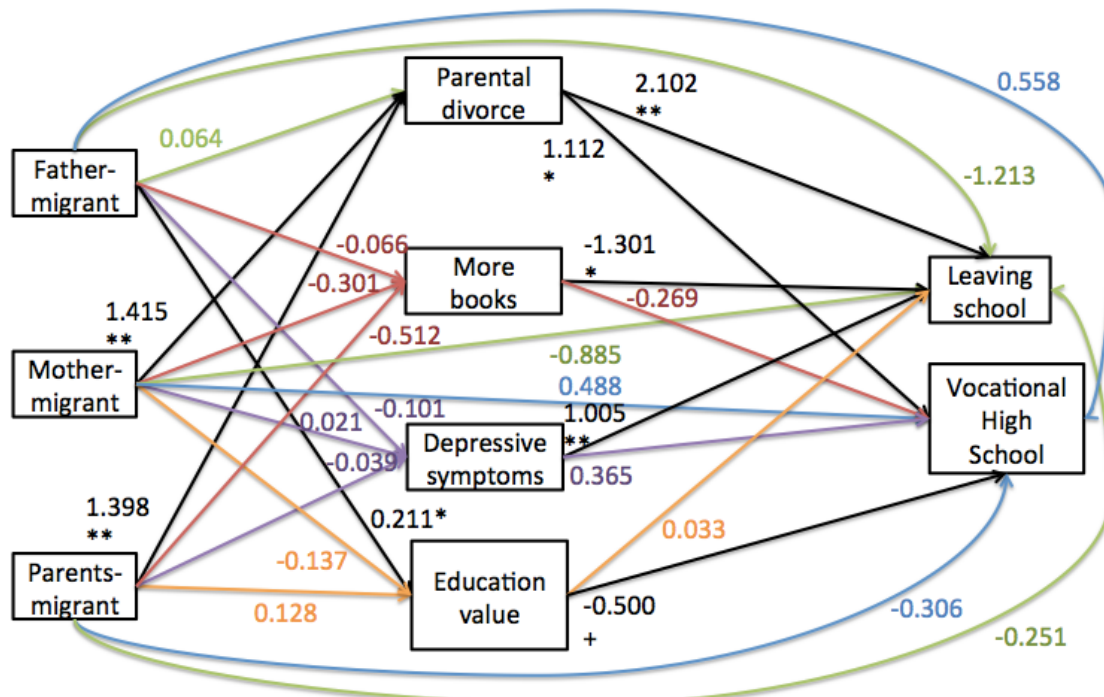 0.558
Parental
divorce
2.102
**
0.064
1.112
*
Father-
migrant
-1.213
-0.066
More
books
-1.301
*
-0.301
-0.269
Leaving
school
1.415
**
-0.512
-0.885
Mother-
migrant
0.488
Vocational
High
School
-0.101
0.021
1.005
**
Depressive
symptoms
-0.039
0.365
1.398
**
0.211*
0.033
-0.137
Parents-
migrant
Education
value
0.128
-0.500
+
-0.306
-0.251